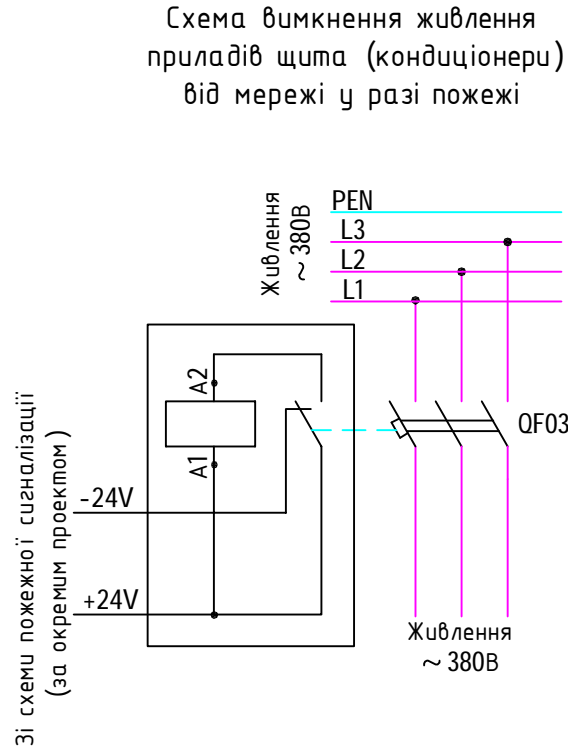 Схема вимкнення живлення
приладів щита (кондиціонери)
від мережі у разі пожежі
Живлення
~ 380В
PEN
L3
L2
L1
A2
A1
QF03
Зі схеми пожежної сигналізації
(за окремим проектом)
-24V
+24V
Живлення
~ 380В